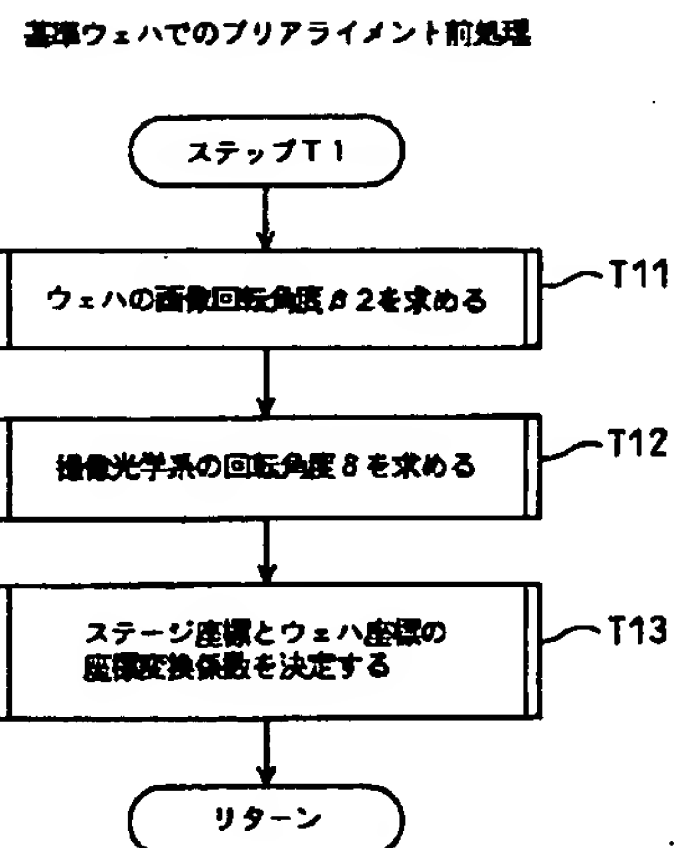 基準ウェハでのプリアライメント前処理
ステップT1
ウェハの画像回転角度β2を求める
T11
撮像光学系の回転角度δを求める
T12
ステージ座標とウェハ座標の
座標変換係数を決定する
T13
リターン